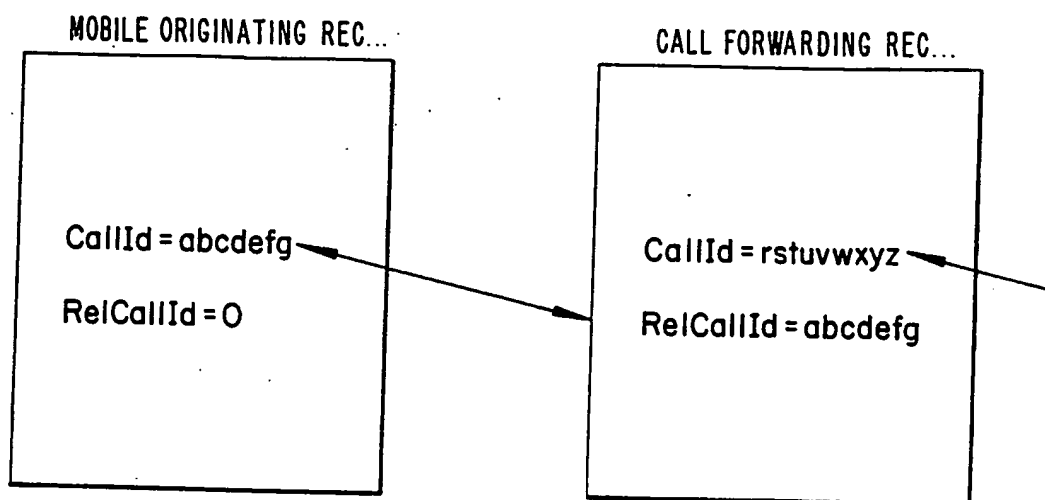 MOBILE ORIGINATING REC...
CallId = abcdefg
RelCallId = 0
CALL FORWARDING REC...
CallId = rstuvwxyz
RelCallId = abcdefg